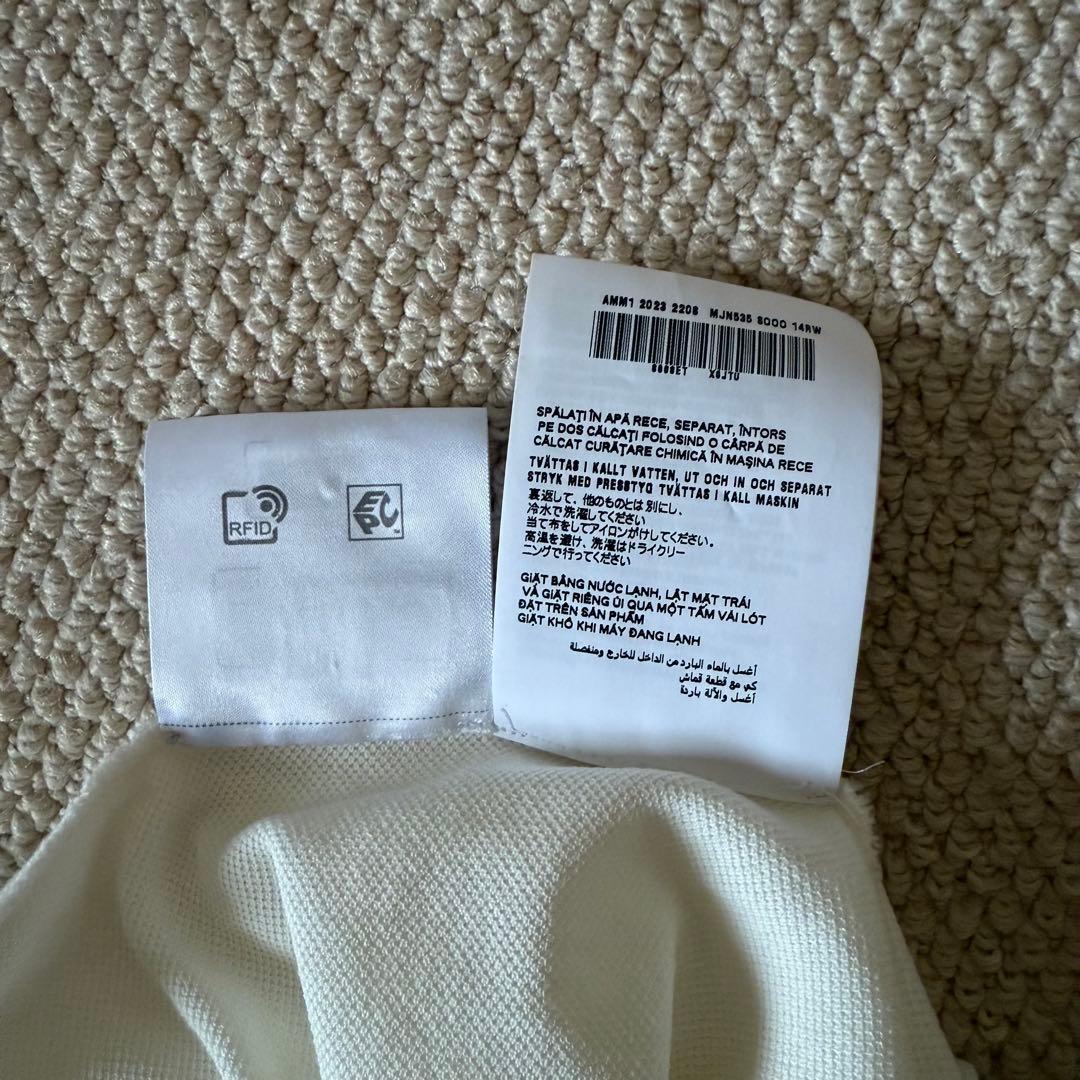 RFID
EPC
AMM1 2023 2208 MJN535 8000 14RW
UTL9X 136898
SPĂLAȚI ÎN APĂ RECE, SEPARAT, ÎNTORS
PE DOS CĂLCAȚI FOLOSIND O CÂRPĂ DE
CĂLCAT CURĂȚARE CHIMICĂ ÎN MAȘINA RECE
TVÄTTAS I KALLT VATTEN, UT OCH IN OCH SEPARAT
STRYK MED PRESSTYG TVÄTTAS I KALL MASKIN
裏返して、他のものとは別にし、
冷水で洗濯してください
当て布をしてアイロンがけしてください。
高温を避け、洗濯はドライクリー
ニングで行ってください
GIẶT BẰNG NƯỚC LẠNH, LẬT MẶT TRÁI
VÀ GIẶT RIÊNG ỦI QUA MỘT TẤM VẢI LÓT
ĐẶT TRÊN SẢN PHẨM
GIẶT KHÔ KHI MÁY ĐANG LẠNH
أغسل بالماء البارد من الداخل للخارج ومنفصلة
كي مع قطعة قماش
أغسل والآلة باردة